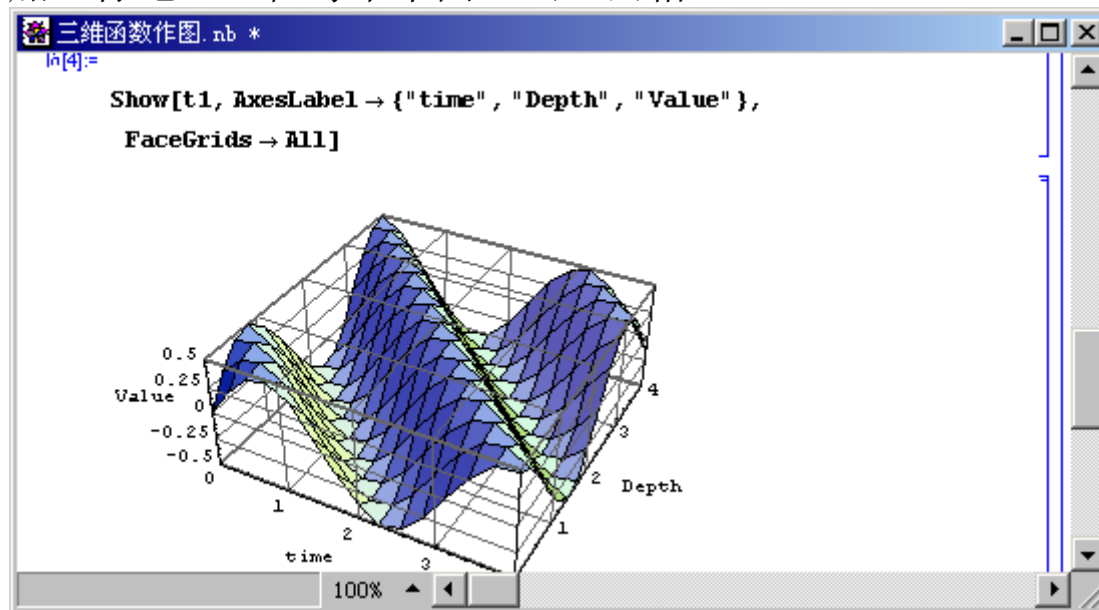 三維函数作图.nb *
In[4]:=
Show[t1, AxesLabel → {"time", "Depth", "Value"},
FaceGrids → All]
0.5
0.25
Value 0
-0.25
-0.5
0
1
2
3
time
1
2
3
4
Depth
100%